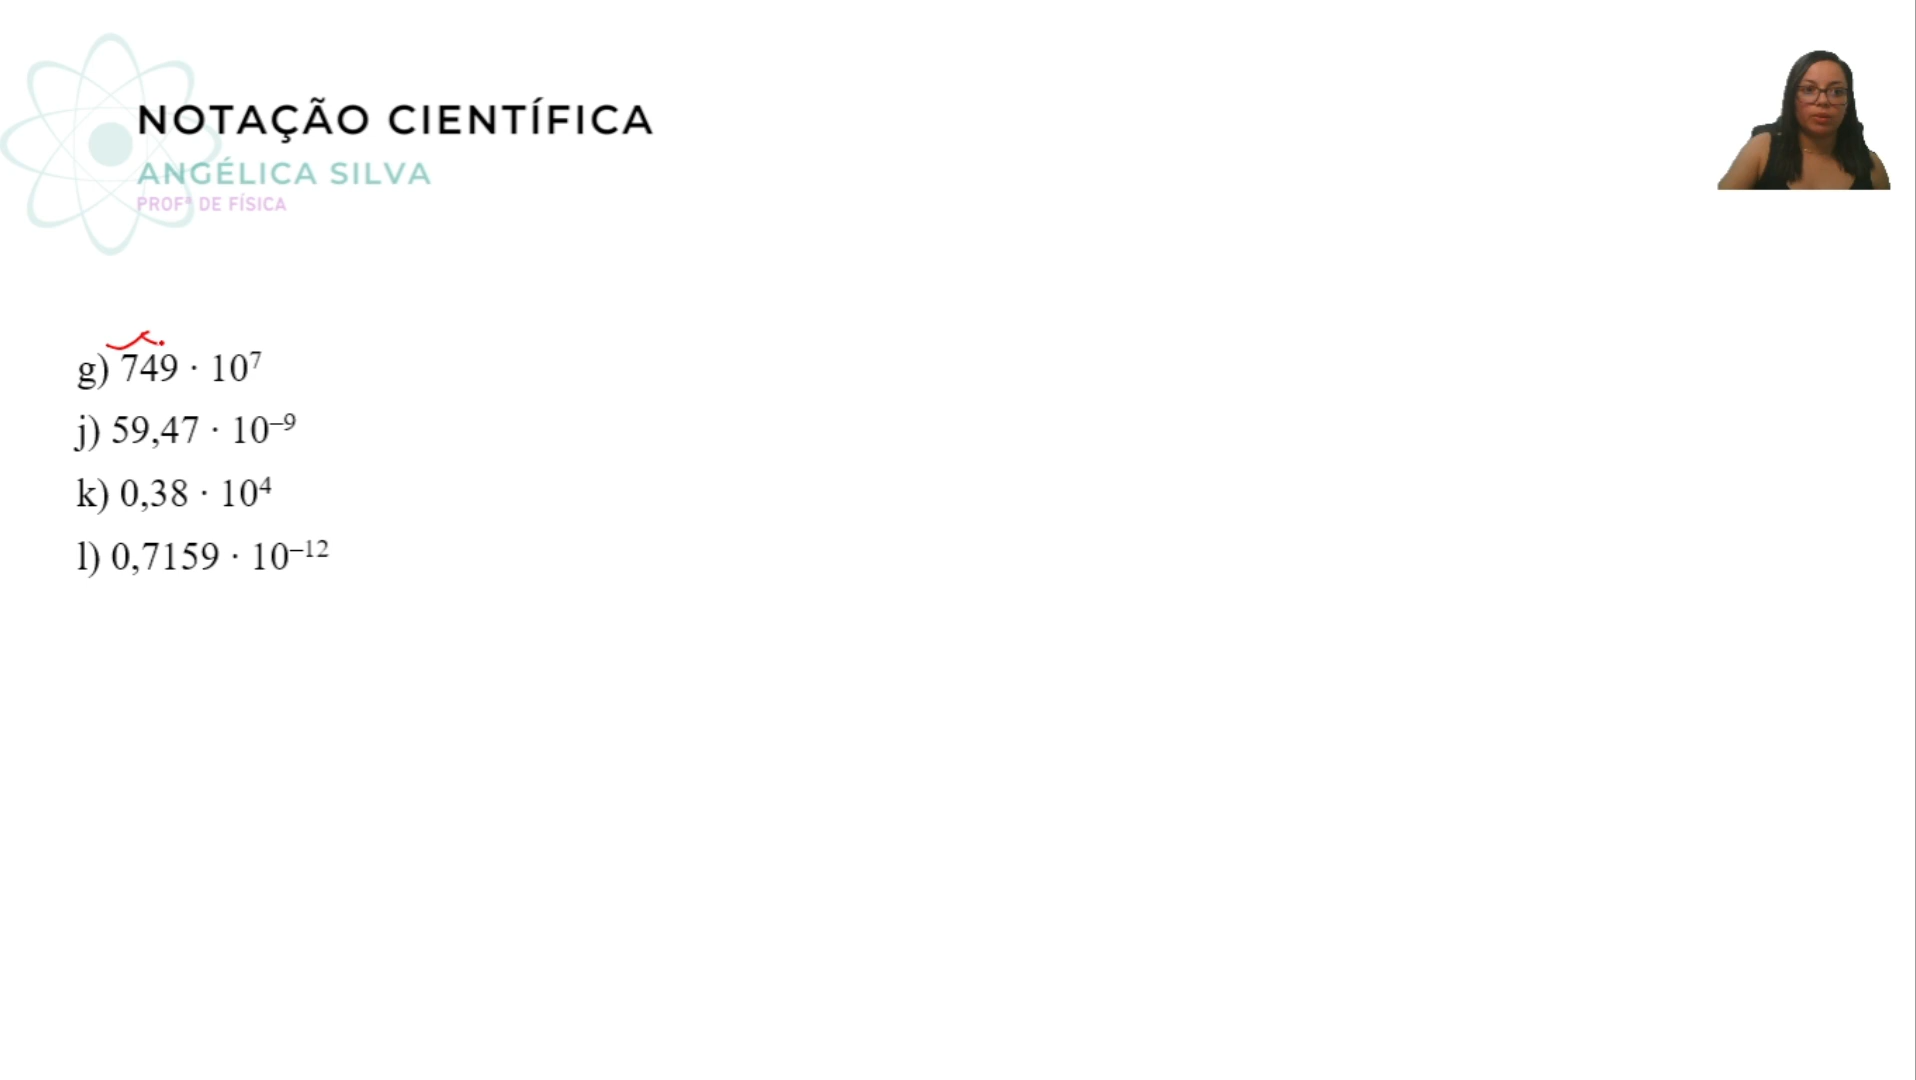 NOTAÇÃO CIENTÍFICA
ANGÉLICA SILVA
PROFª DE FÍSICA
g) 749 · 10⁷
j) 59,47 · 10⁻⁹
k) 0,38 · 10⁴
l) 0,7159 · 10⁻¹²